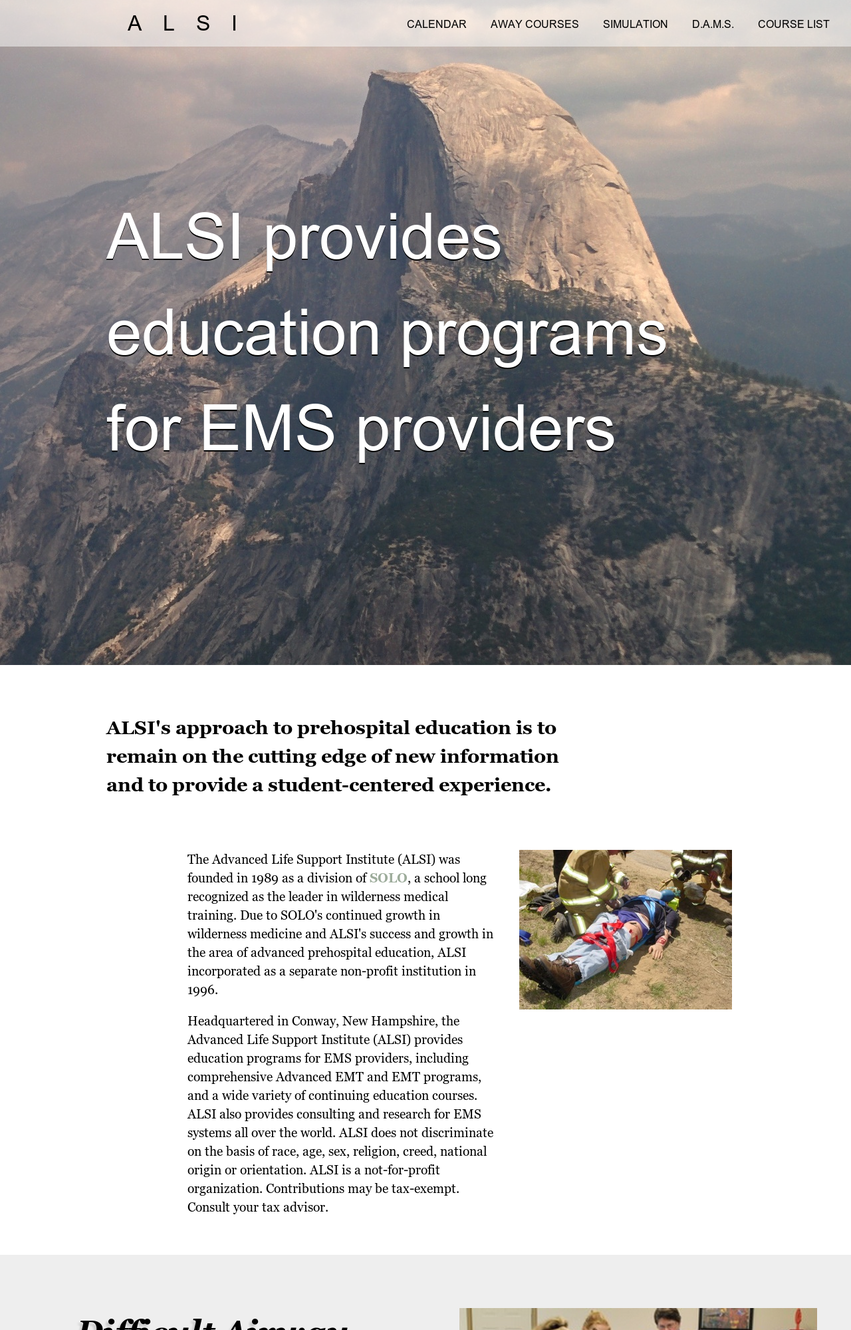 A L S I
CALENDAR AWAY COURSES SIMULATION D.A.M.S. COURSE LIST
ALSI provides
education programs
for EMS providers
ALSI's approach to prehospital education is to
remain on the cutting edge of new information
and to provide a student-centered experience.
The Advanced Life Support Institute (ALSI) was
founded in 1989 as a division of SOLO, a school long
recognized as the leader in wilderness medical
training. Due to SOLO's continued growth in
wilderness medicine and ALSI's success and growth in
the area of advanced prehospital education, ALSI
incorporated as a separate non-profit institution in
1996.
Headquartered in Conway, New Hampshire, the
Advanced Life Support Institute (ALSI) provides
education programs for EMS providers, including
comprehensive Advanced EMT and EMT programs,
and a wide variety of continuing education courses.
ALSI also provides consulting and research for EMS
systems all over the world. ALSI does not discriminate
on the basis of race, age, sex, religion, creed, national
origin or orientation. ALSI is a not-for-profit
organization. Contributions may be tax-exempt.
Consult your tax advisor.
Difficult Airway